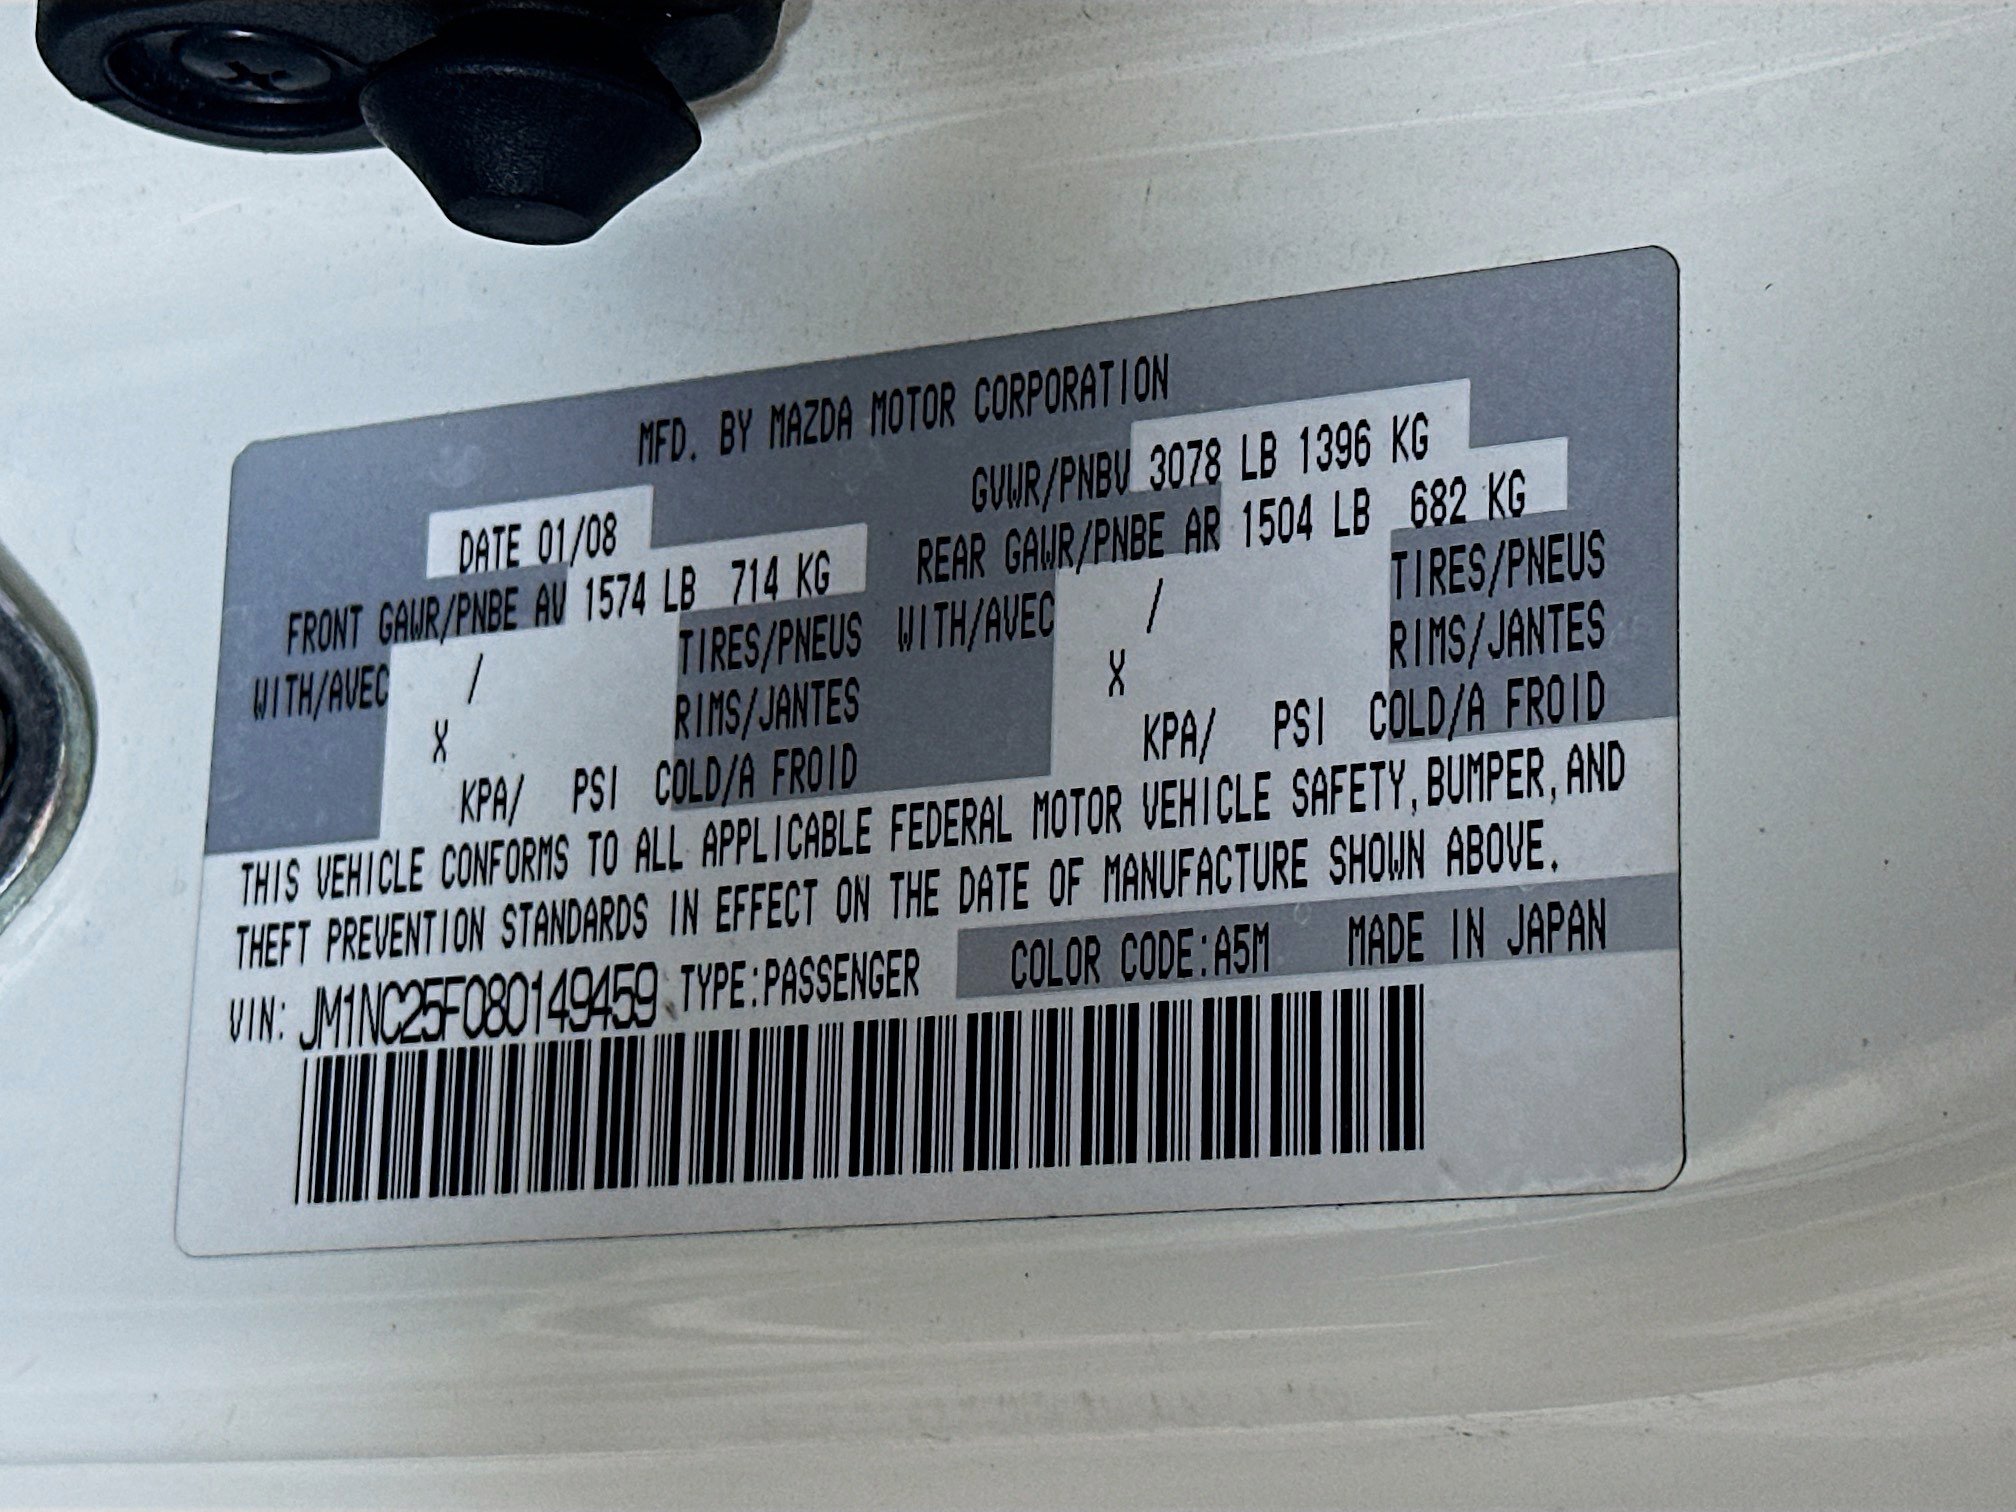 MFD. BY MAZDA MOTOR CORPORATION
DATE 01/08 GVWR/PNBV 3078 LB 1396 KG
FRONT GAWR/PNBE AV 1574 LB 714 KG REAR GAWR/PNBE AR 1504 LB 682 KG
WITH/AVEC / TIRES/PNEUS WITH/AVEC / TIRES/PNEUS
X RIMS/JANTES X RIMS/JANTES
KPA/ PSI COLD/A FROID KPA/ PSI COLD/A FROID
THIS VEHICLE CONFORMS TO ALL APPLICABLE FEDERAL MOTOR VEHICLE SAFETY, BUMPER, AND
THEFT PREVENTION STANDARDS IN EFFECT ON THE DATE OF MANUFACTURE SHOWN ABOVE.
VIN: JM1NC25F080149459 TYPE:PASSENGER COLOR CODE:A5M MADE IN JAPAN